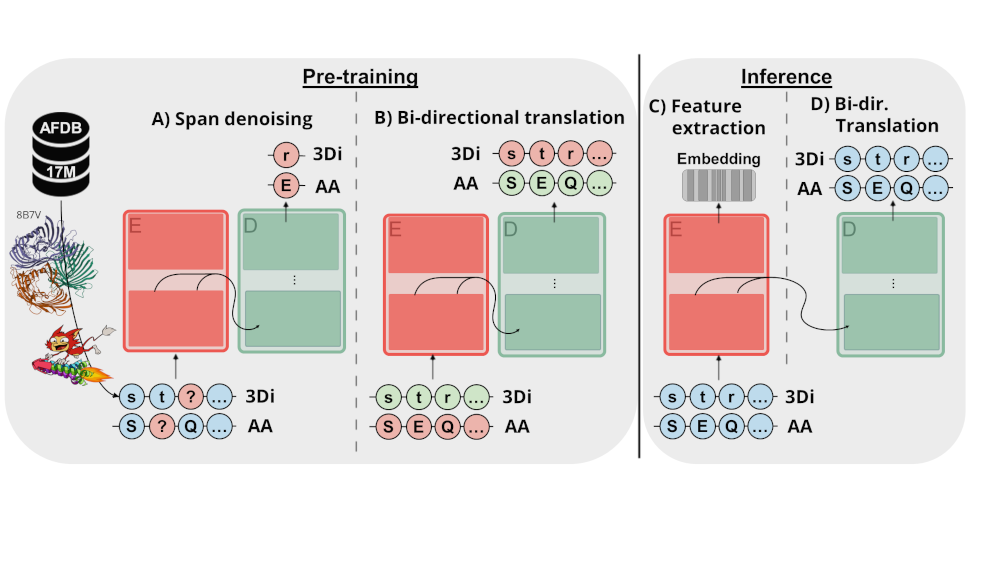 Pre-training
Inference
A) Span denoising
B) Bi-directional translation
C) Feature
extraction
D) Bi-dir.
Translation
AFDB
17M
8B7V
r 3Di
E AA
E
D
...
s t ? ... 3Di
S ? Q ... AA
3Di s t r ...
AA S E Q ...
E
D
...
s t r ... 3Di
S E Q ... AA
Embedding
E
s t r ... 3Di
S E Q ... AA
3Di s t r ...
AA S E Q ...
D
...